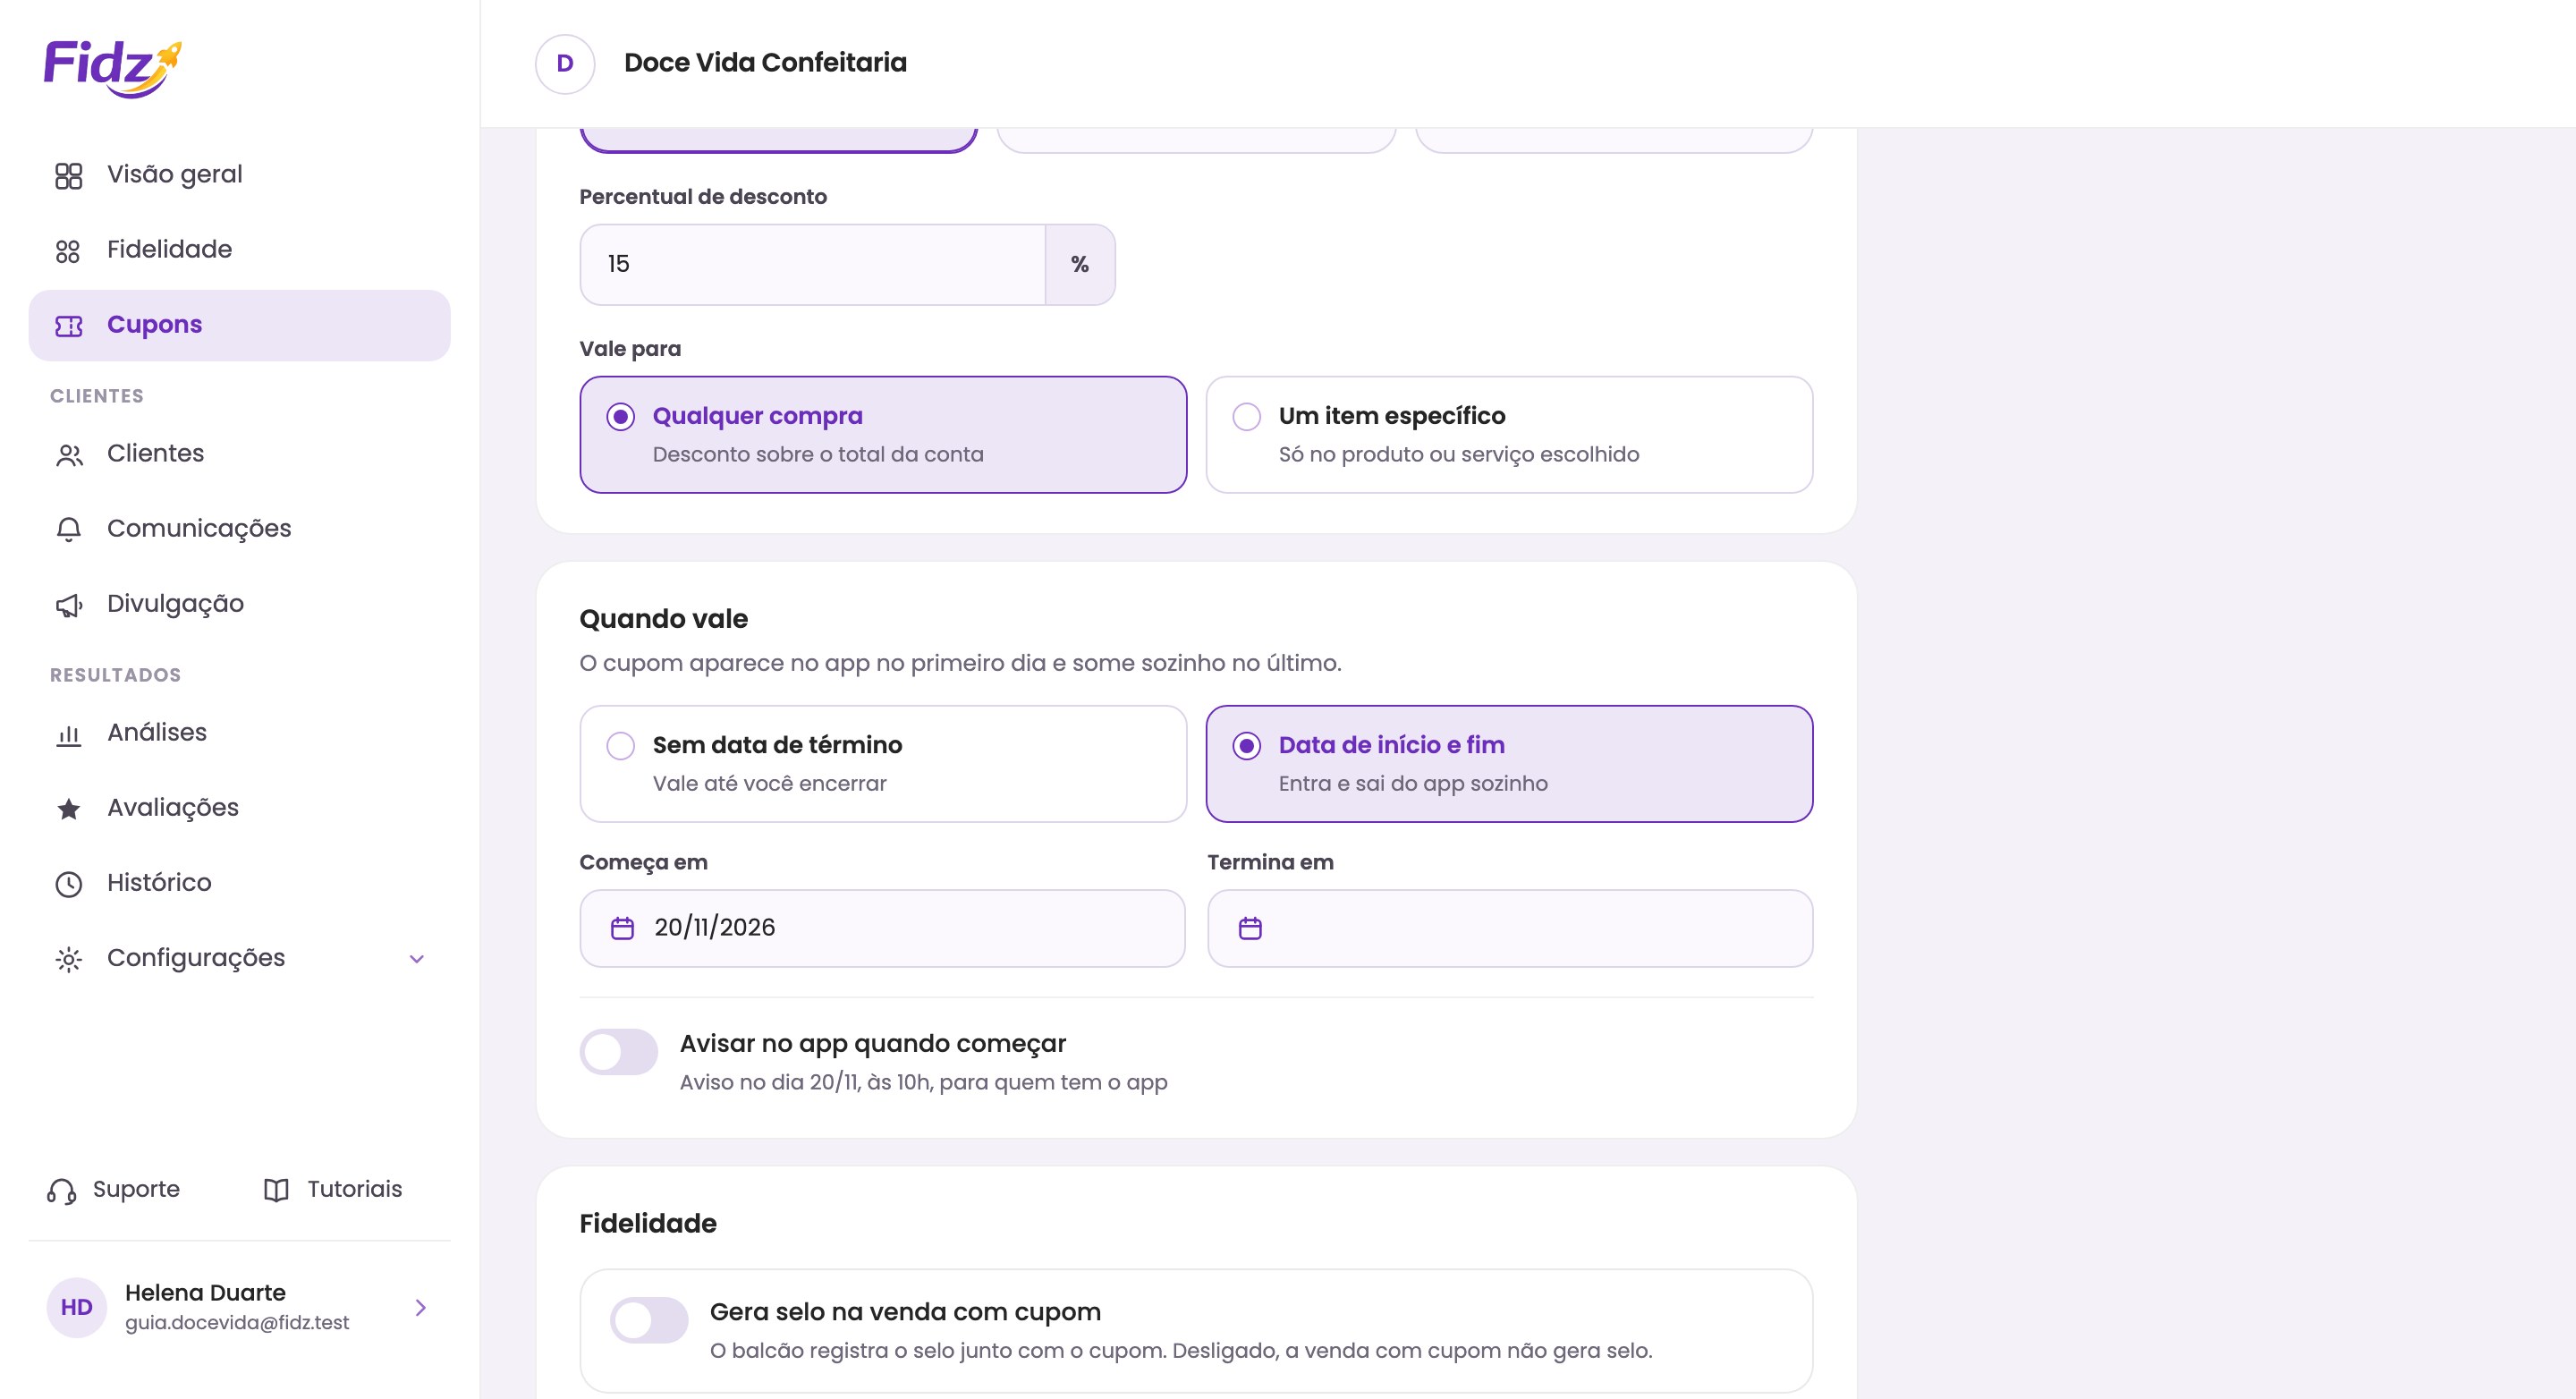 Fidz
Visão geral
Fidelidade
Cupons
CLIENTES
Clientes
Comunicações
Divulgação
RESULTADOS
Análises
Avaliações
Histórico
Configurações
Suporte
Tutoriais
HD
Helena Duarte
guia.docevida@fidz.test
D
Doce Vida Confeitaria
Percentual de desconto
15
%
Vale para
Qualquer compra
Desconto sobre o total da conta
Um item específico
Só no produto ou serviço escolhido
Quando vale
O cupom aparece no app no primeiro dia e some sozinho no último.
Sem data de término
Vale até você encerrar
Data de início e fim
Entra e sai do app sozinho
Começa em
20/11/2026
Termina em
Avisar no app quando começar
Aviso no dia 20/11, às 10h, para quem tem o app
Fidelidade
Gera selo na venda com cupom
O balcão registra o selo junto com o cupom. Desligado, a venda com cupom não gera selo.